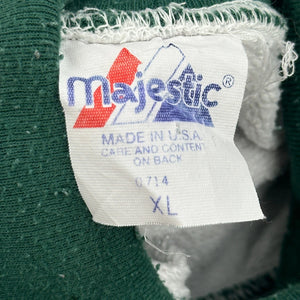 majestic®
MADE IN U.S.A.
CARE AND CONTENT
ON BACK
0714
XL